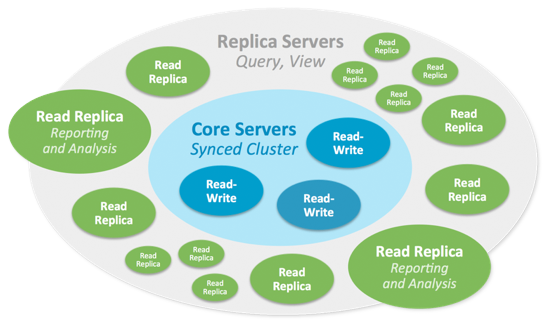 Replica Servers
Query, View
Read
Replica
Read
Replica
Read
Replica
Read
Replica
Read
Replica
Read Replica
Reporting
and Analysis
Core Servers
Synced Cluster
Read-
Write
Read-
Write
Read-
Write
Read
Replica
Read
Replica
Read
Replica
Read
Replica
Read
Replica
Read
Replica
Read
Replica
Read Replica
Reporting
and Analysis